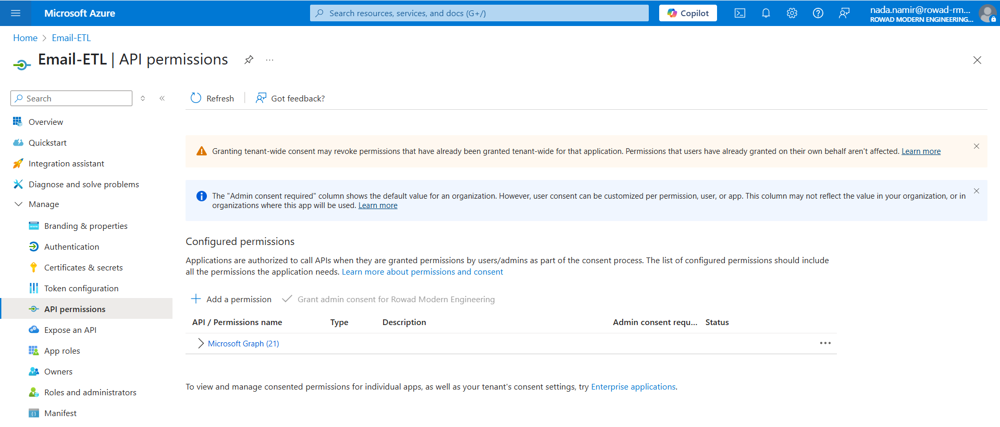 Microsoft Azure
Search resources, services, and docs (G+/)
Copilot
nada.namir@rowad-rm...
ROWAD MODERN ENGINEERING...
Home > Email-ETL
Email-ETL | API permissions
...
Search
Refresh
Got feedback?
Overview
Quickstart
Integration assistant
Diagnose and solve problems
Manage
Branding & properties
Authentication
Certificates & secrets
Token configuration
API permissions
Expose an API
App roles
Owners
Roles and administrators
Manifest
Granting tenant-wide consent may revoke permissions that have already been granted tenant-wide for that application. Permissions that users have already granted on their own behalf aren't affected. Learn more
The "Admin consent required" column shows the default value for an organization. However, user consent can be customized per permission, user, or app. This column may not reflect the value in your organization, or in
organizations where this app will be used. Learn more
Configured permissions
Applications are authorized to call APIs when they are granted permissions by users/admins as part of the consent process. The list of configured permissions should include
all the permissions the application needs. Learn more about permissions and consent
Add a permission
Grant admin consent for Rowad Modern Engineering
API / Permissions name Type Description Admin consent requ... Status
Microsoft Graph (21)
To view and manage consented permissions for individual apps, as well as your tenant's consent settings, try Enterprise applications.